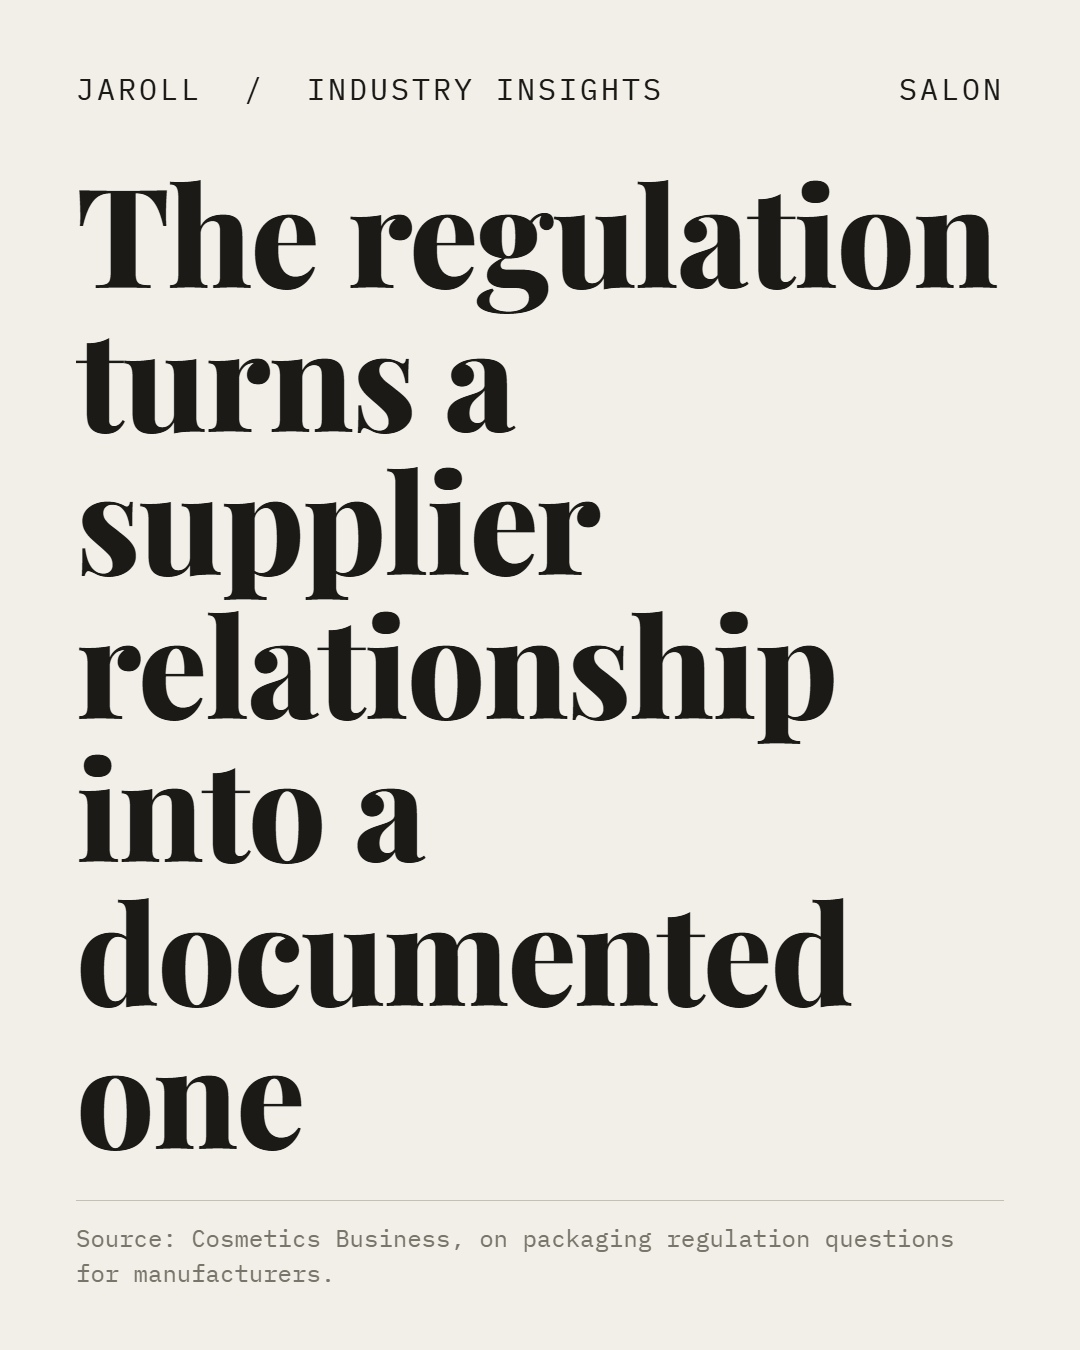 JAROLL / INDUSTRY INSIGHTS SALON
The regulation
turns a
supplier
relationship
into a
documented
one
Source: Cosmetics Business, on packaging regulation questions
for manufacturers.